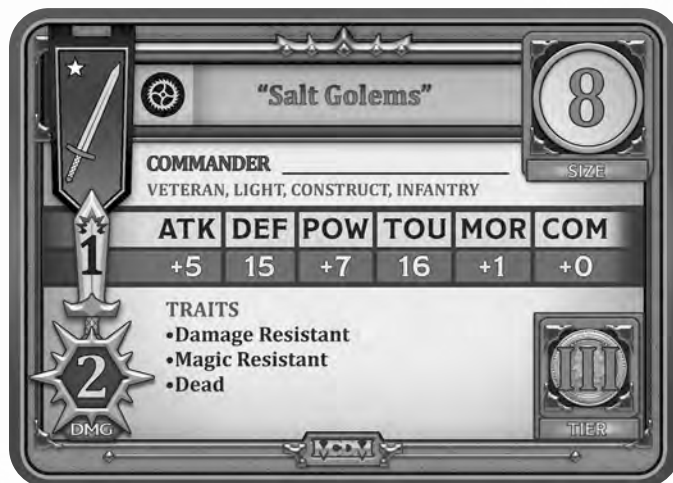 “Salt Golems”
8
SIZE
COMMANDER
VETERAN, LIGHT, CONSTRUCT, INFANTRY
ATK DEF POW TOU MOR COM
1
+5 15 +7 16 +1 +0
TRAITS
•Damage Resistant
•Magic Resistant
•Dead
2
DMG
III
TIER
MCDM